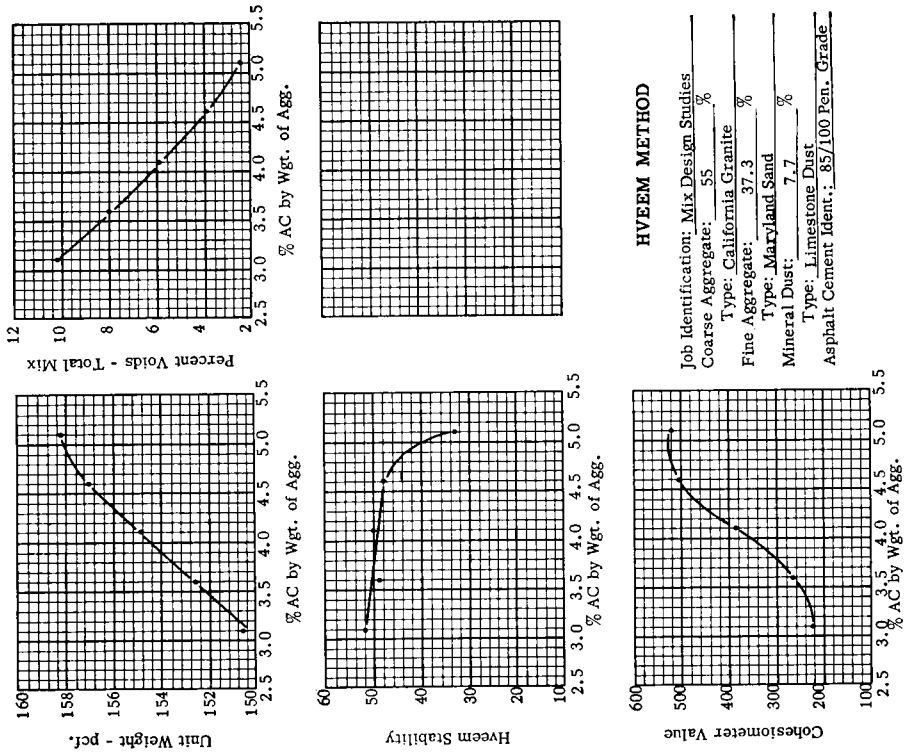 Unit Weight - pcf.
160
158
156
154
152
150
2.5 3.0 3.5 4.0 4.5 5.0 5.5
% AC by Wgt. of Agg.
Percent Voids - Total Mix
12
10
8
6
4
2
2.5 3.0 3.5 4.0 4.5 5.0 5.5
% AC by Wgt. of Agg.
Hveem Stability
60
50
40
30
20
2.5 3.0 3.5 4.0 4.5 5.0 5.5
% AC by Wgt. of Agg.
Cohesiometer Value
600
500
400
300
200
100
2.5 3.0 3.5 4.0 4.5 5.0 5.5
% AC by Wgt. of Agg.
HVEEM METHOD
Job Identification: Mix Design Studies
Coarse Aggregate: 55 %
Type: California Granite
Fine Aggregate: 37.3 %
Type: Maryland Sand
Mineral Dust: 7.7 %
Type: Limestone Dust
Asphalt Cement Ident.: 85/100 Pen. Grade